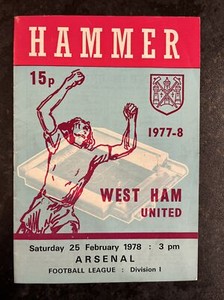 HAMMER
15p
1977-8
WEST HAM
UNITED
Saturday 25 February 1978 : 3 pm
ARSENAL
FOOTBALL LEAGUE : Division I